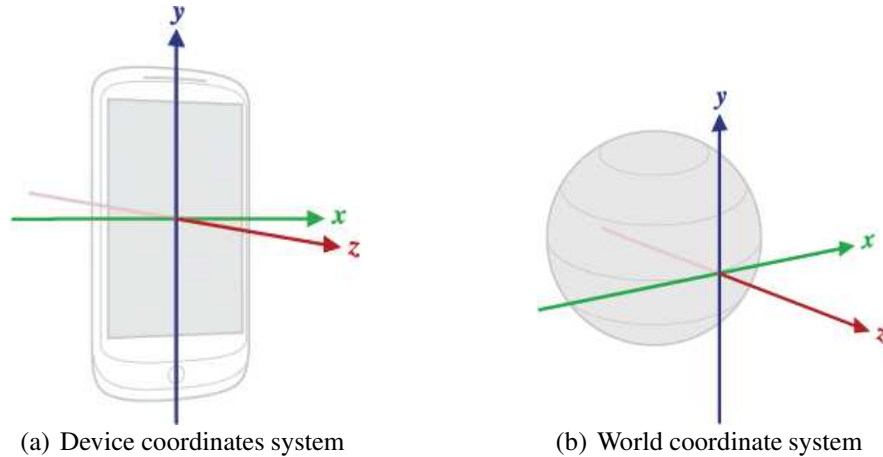 y
x
z
y
x
z
(a) Device coordinates system
(b) World coordinate system